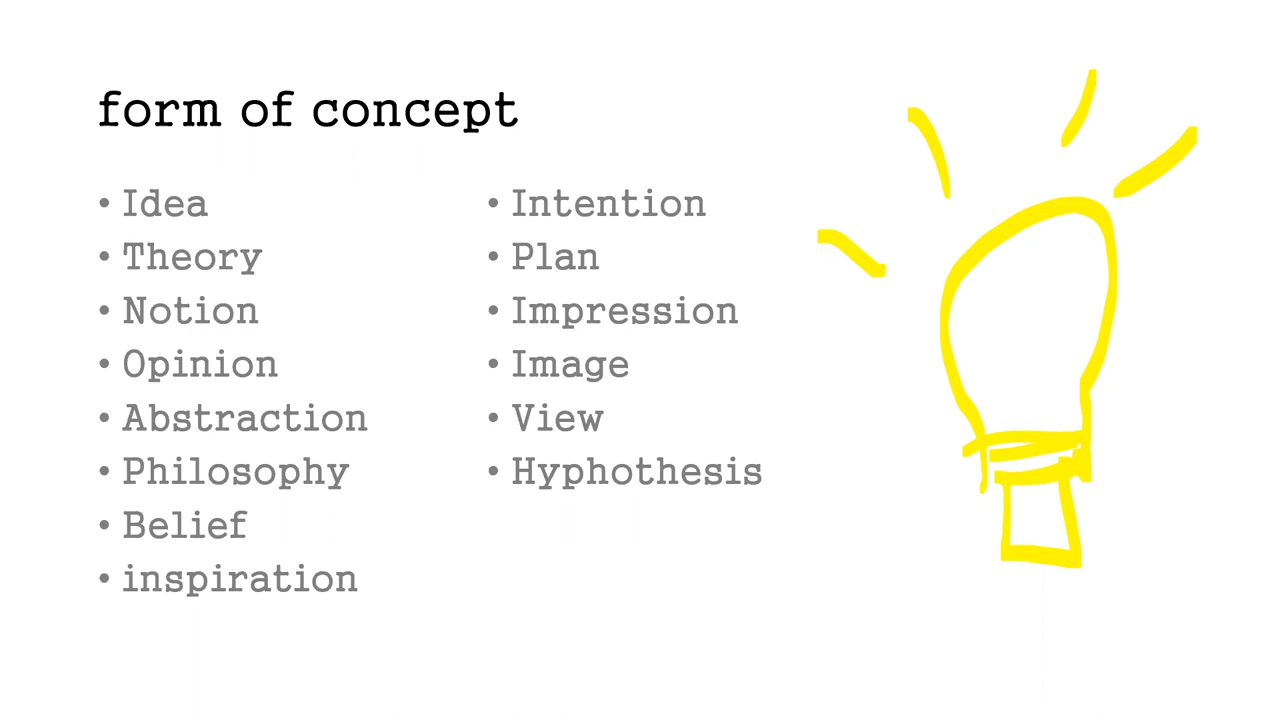 form of concept
• Idea
• Theory
• Notion
• Opinion
• Abstraction
• Philosophy
• Belief
• inspiration
• Intention
• Plan
• Impression
• Image
• View
• Hyphothesis